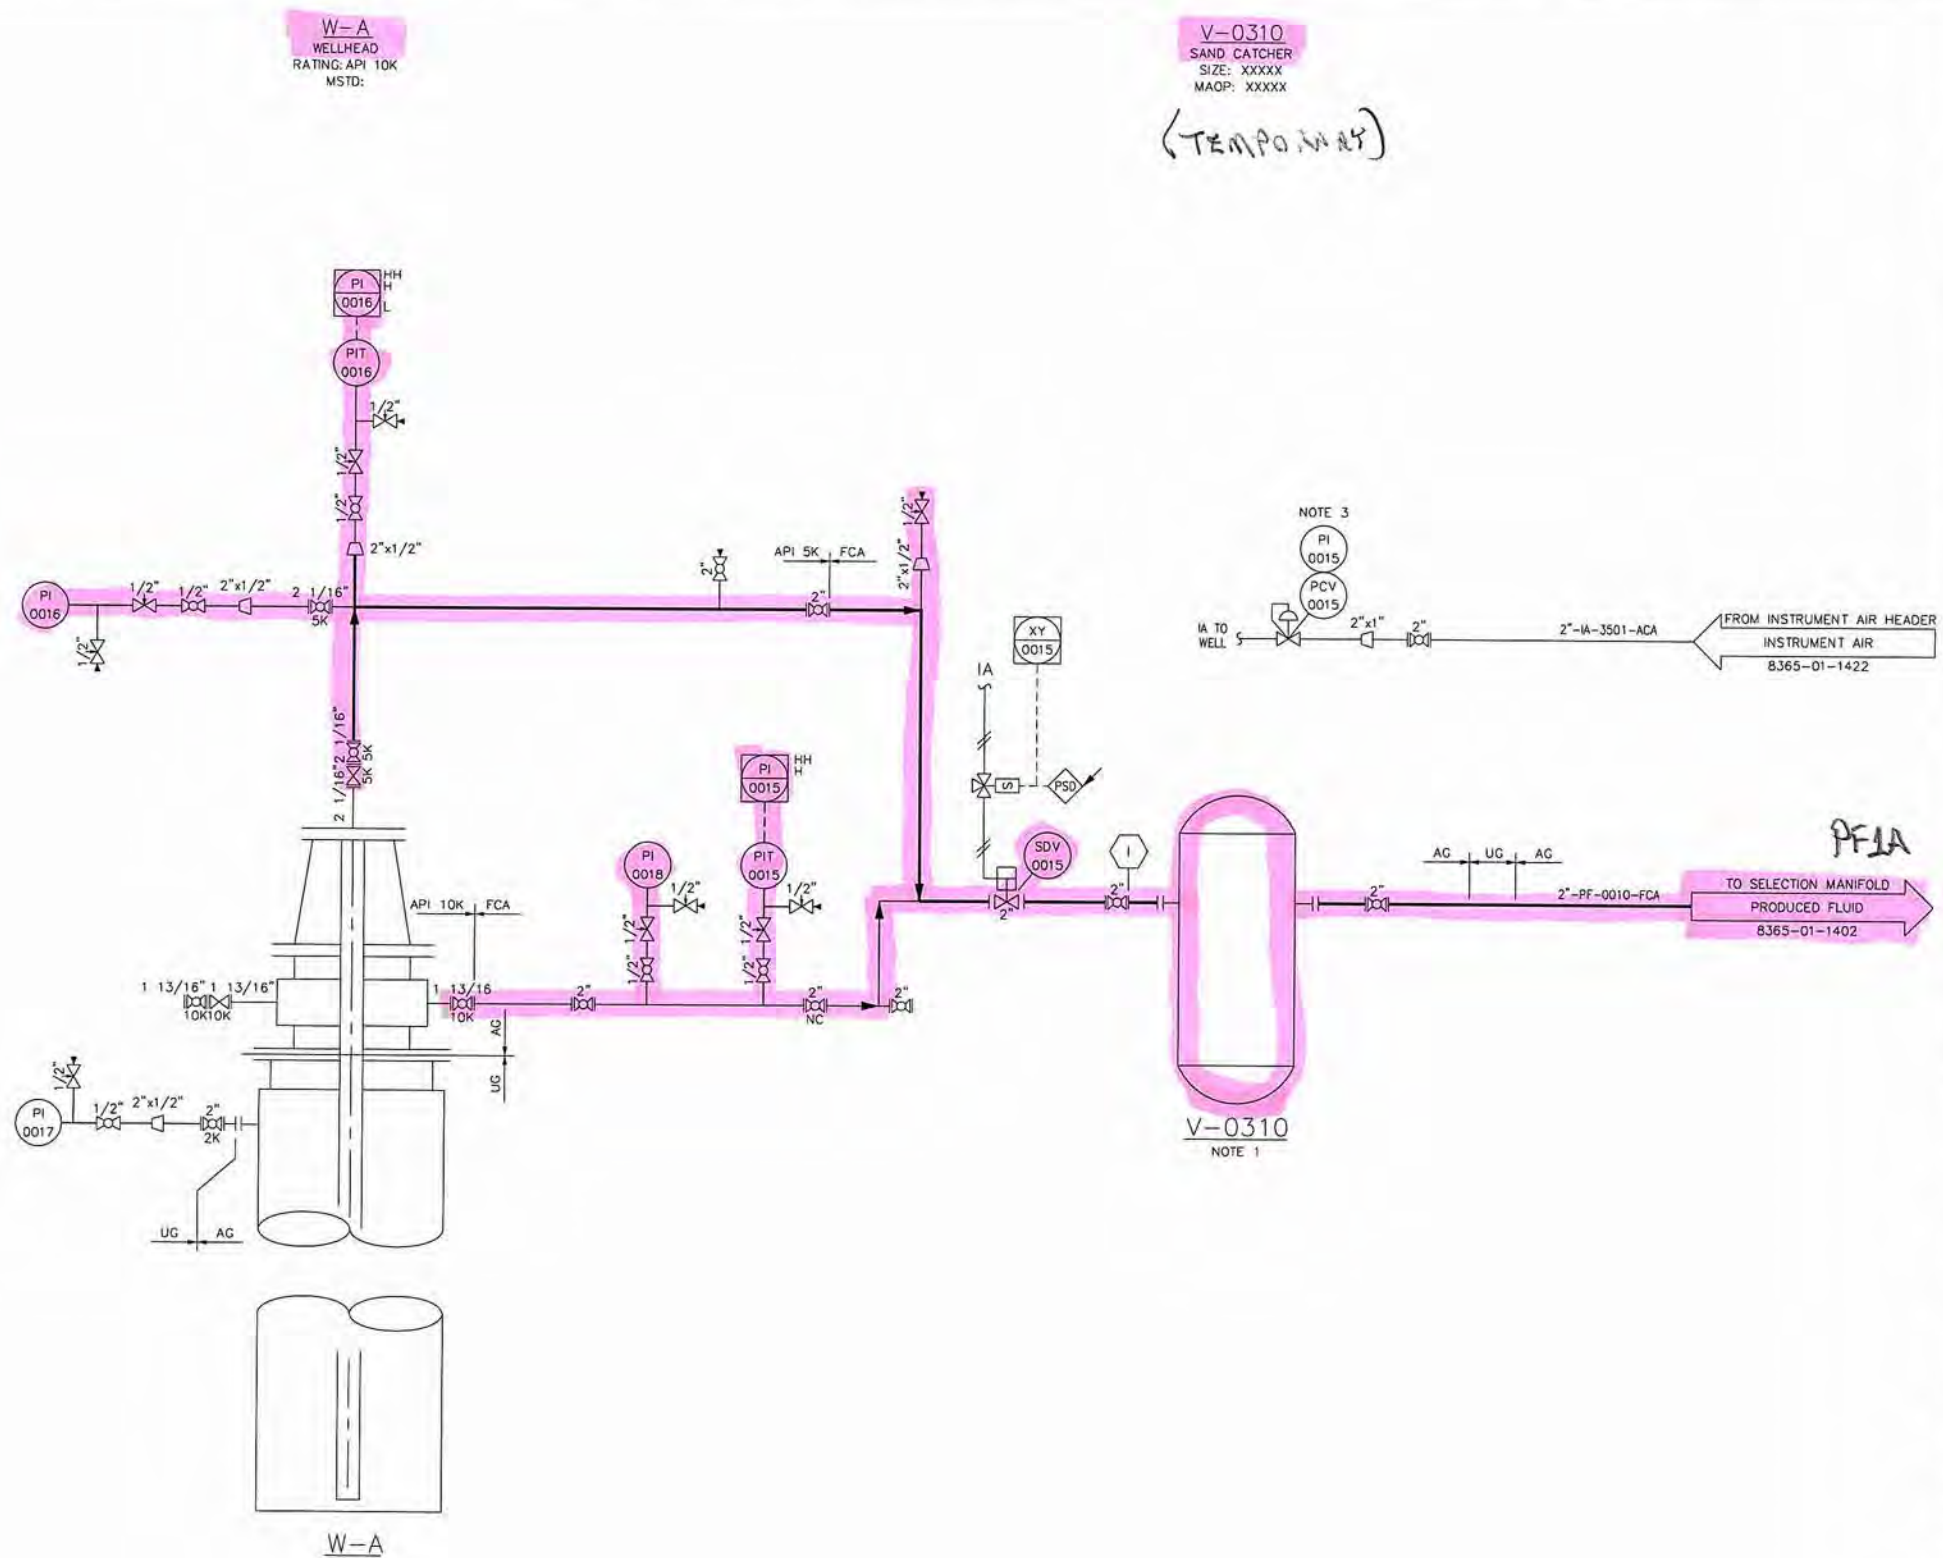 W-A
WELLHEAD
RATING: API 10K
MSTD:
V-0310
SAND CATCHER
SIZE: XXXXX
MAOP: XXXXX
PI
0016
HH
H
L
PIT
0016
1/2"
1/2"
1/2"
2"x1/2"
PI
0016
1/2"
1/2"
2"x1/2"
2 1/16"
5K
1/2"
2"
API 5K
FCA
2"
1/2"
2"x1/2"
NOTE 3
PI
0015
PCV
0015
IA TO
WELL
2"x1"
2"
2"-IA-3501-ACA
FROM INSTRUMENT AIR HEADER
INSTRUMENT AIR
8365-01-1422
XY
0015
IA
S
PSD
2 1/16"
5K
2 1/16"
5K
PI
0015
HH
H
PI
0018
PIT
0015
1/2"
1/2"
1/2"
1/2"
1/2"
1/2"
SDV
0015
2"
2"
1
AG
UG
AG
PF1A
2"
2"-PF-0010-FCA
TO SELECTION MANIFOLD
PRODUCED FLUID
8365-01-1402
API 10K
FCA
1 13/16"
1 13/16"
10K
10K
1 13/16
10K
2"
2"
NC
2"
AG
UG
PI
0017
1/2"
1/2"
2"x1/2"
2"
2K
UG
AG
V-0310
NOTE 1
W-A